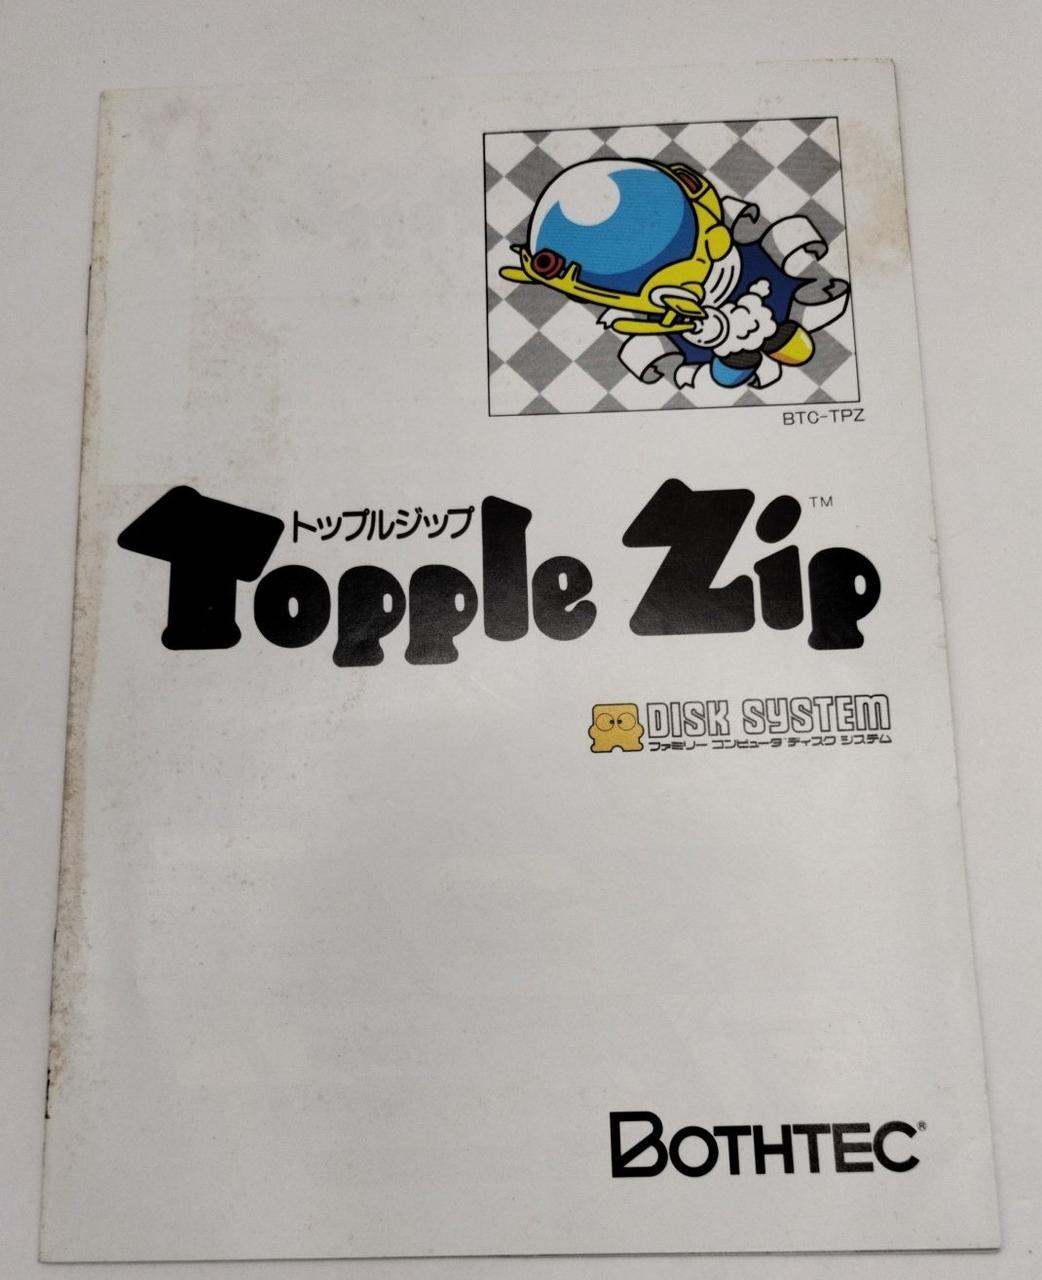 BTC-TPZ
トップルジップ
Topple Zip™
DISK SYSTEM
ファミリー コンピュータ ディスク システム
BOTHTEC®